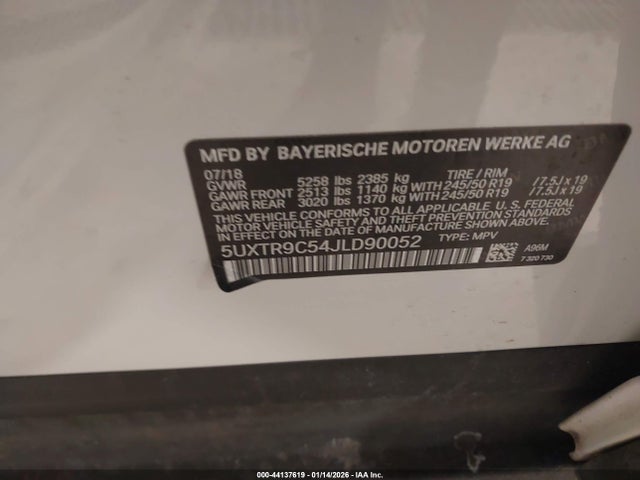 MFD BY BAYERISCHE MOTOREN WERKE AG
07/18 TIRE / RIM
GVWR 5258 lbs 2385 kg
GAWR FRONT 2513 lbs 1140 kg WITH 245/50 R19 /7.5J x 19
GAWR REAR 3020 lbs 1370 kg WITH 245/50 R19 /7.5J x 19
THIS VEHICLE CONFORMS TO ALL APPLICABLE U. S. FEDERAL
MOTOR VEHICLE SAFETY, BUMPER, AND THEFT PREVENTION STANDARDS
IN EFFECT ON THE DATE OF MANUFACTURE SHOWN ABOVE.
5UXTR9C54JLD90052 TYPE: MPV
A96M
7 320 730
000-44137619 - 01/14/2026 - IAA Inc.